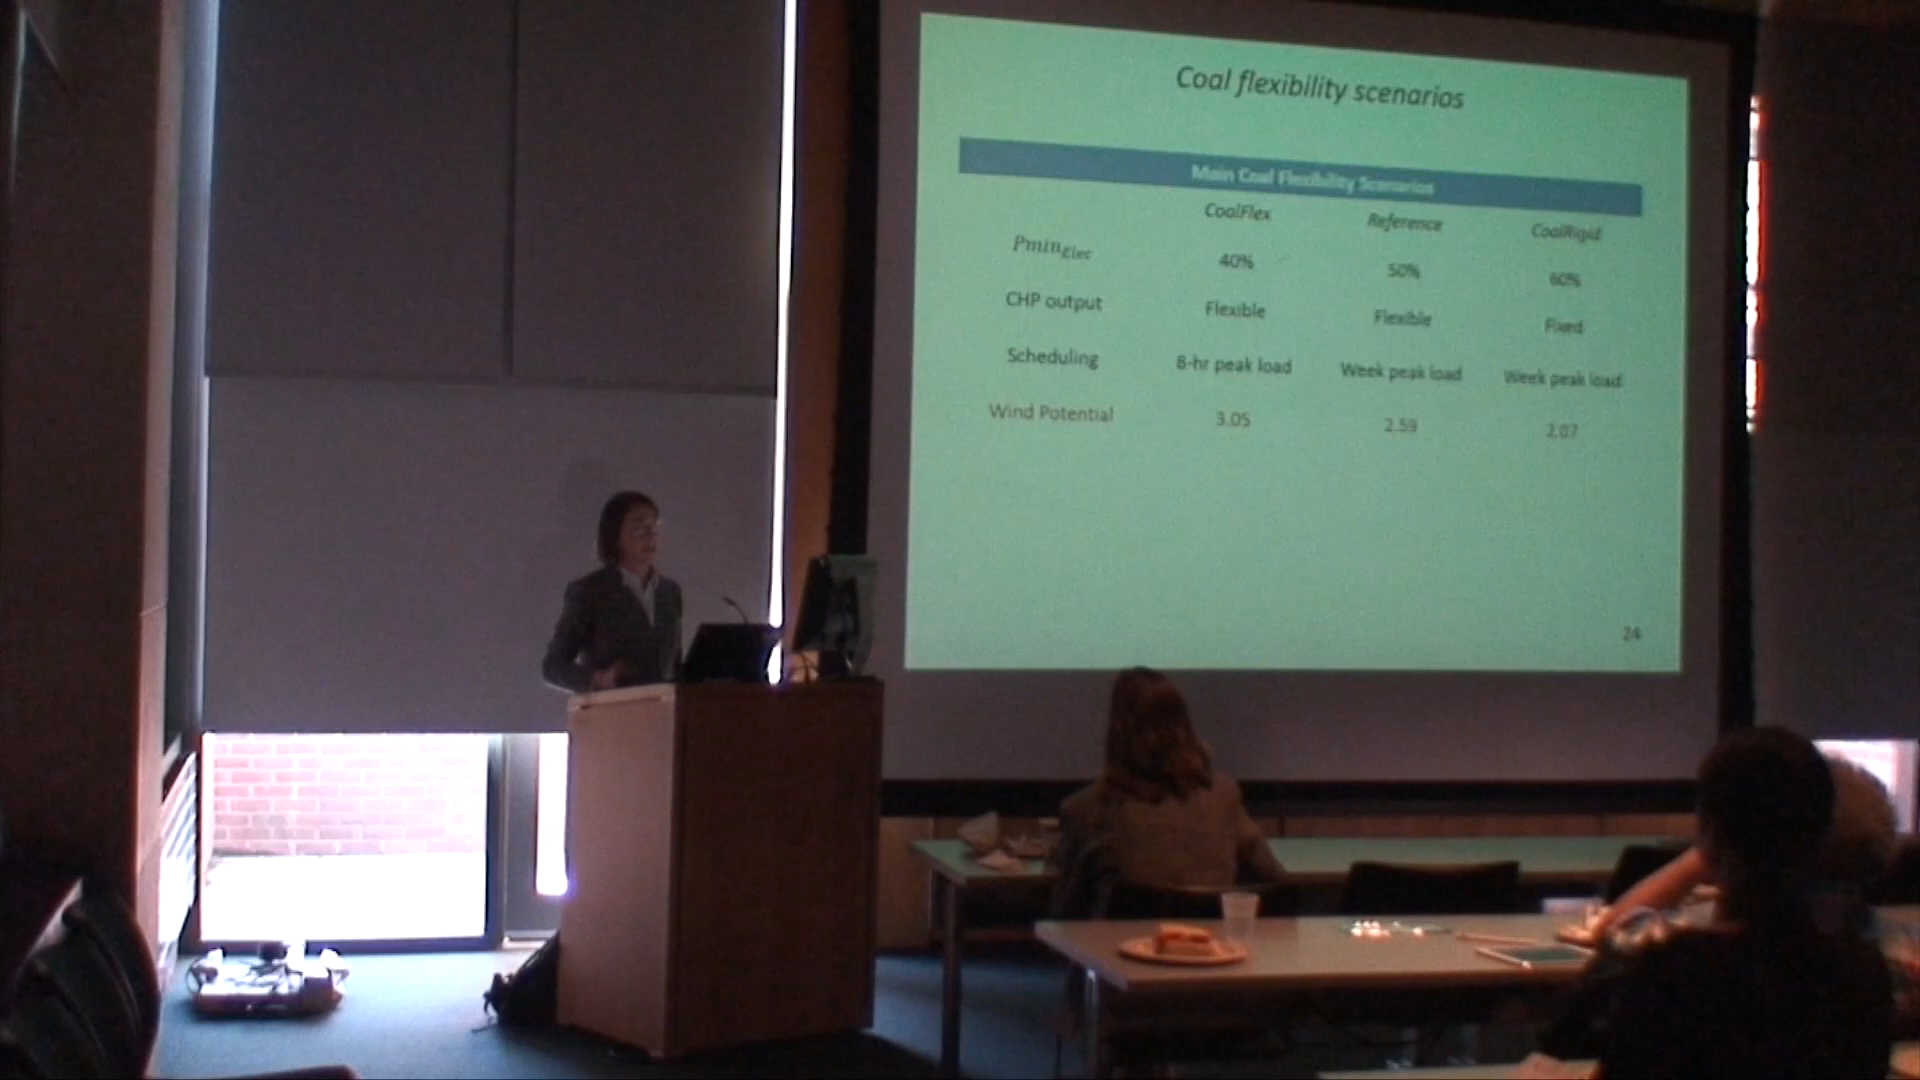 Coal flexibility scenarios
Main Coal Flexibility Scenarios
CoalFlex Reference CoalRigid
Pmin_Elec 40% 50% 60%
CHP output Flexible Flexible Fixed
Scheduling 8-hr peak load Week peak load Week peak load
Wind Potential 3.05 2.59 2.07
24